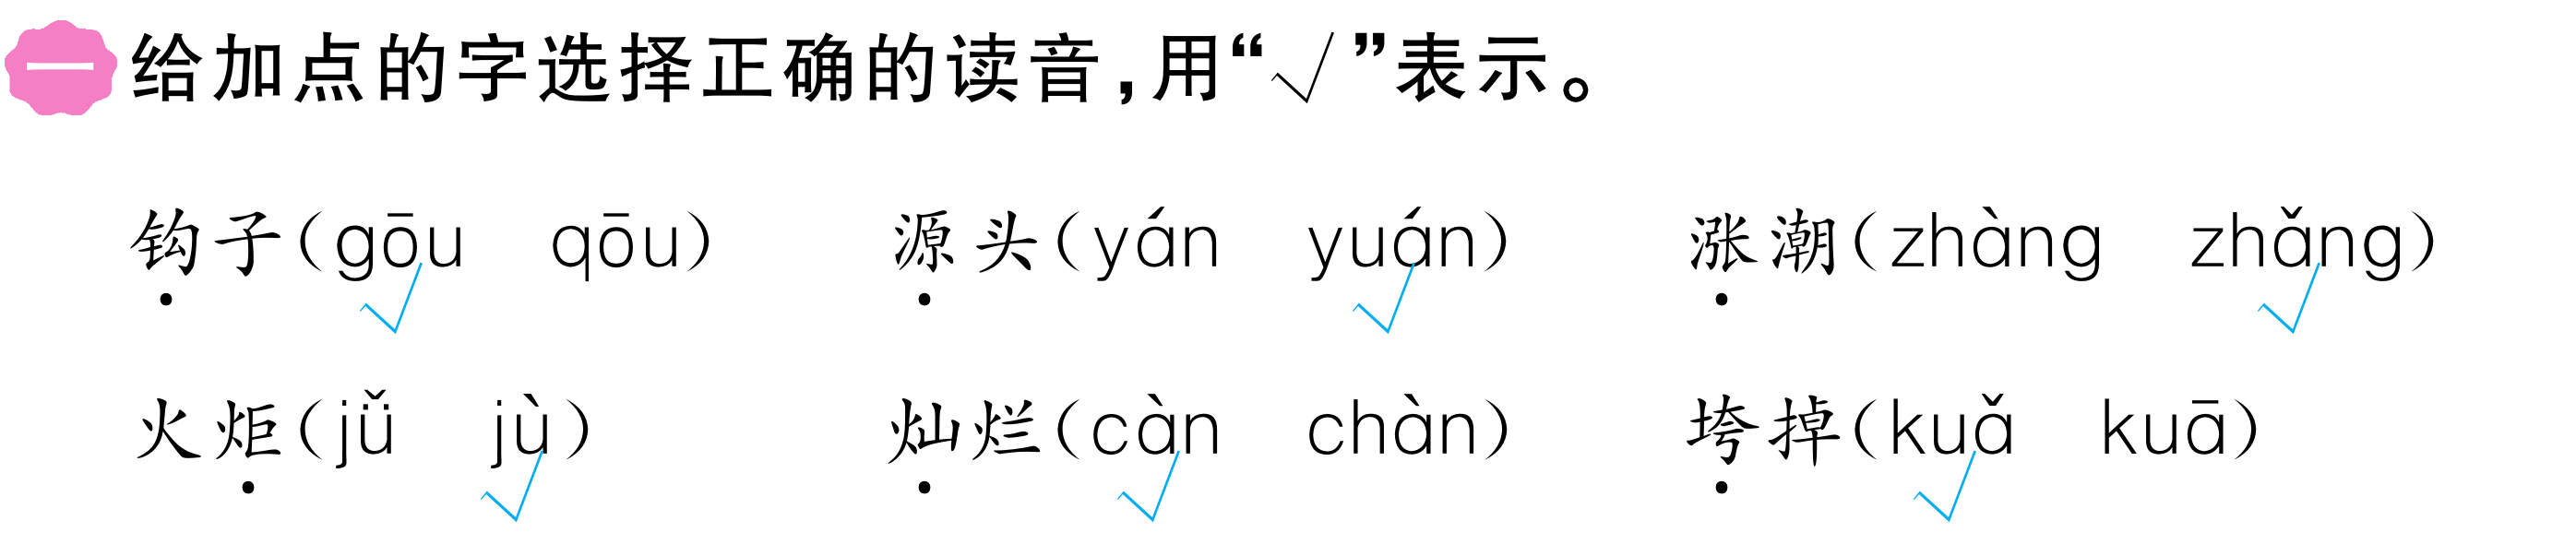 一 给加点的字选择正确的读音,用“√”表示。
钩子(gōu qōu) 源头(yán yuán) 涨潮(zhàng zhǎng)
火炬(jǚ jù) 灿烂(càn chàn) 垮掉(kuǎ kuā)